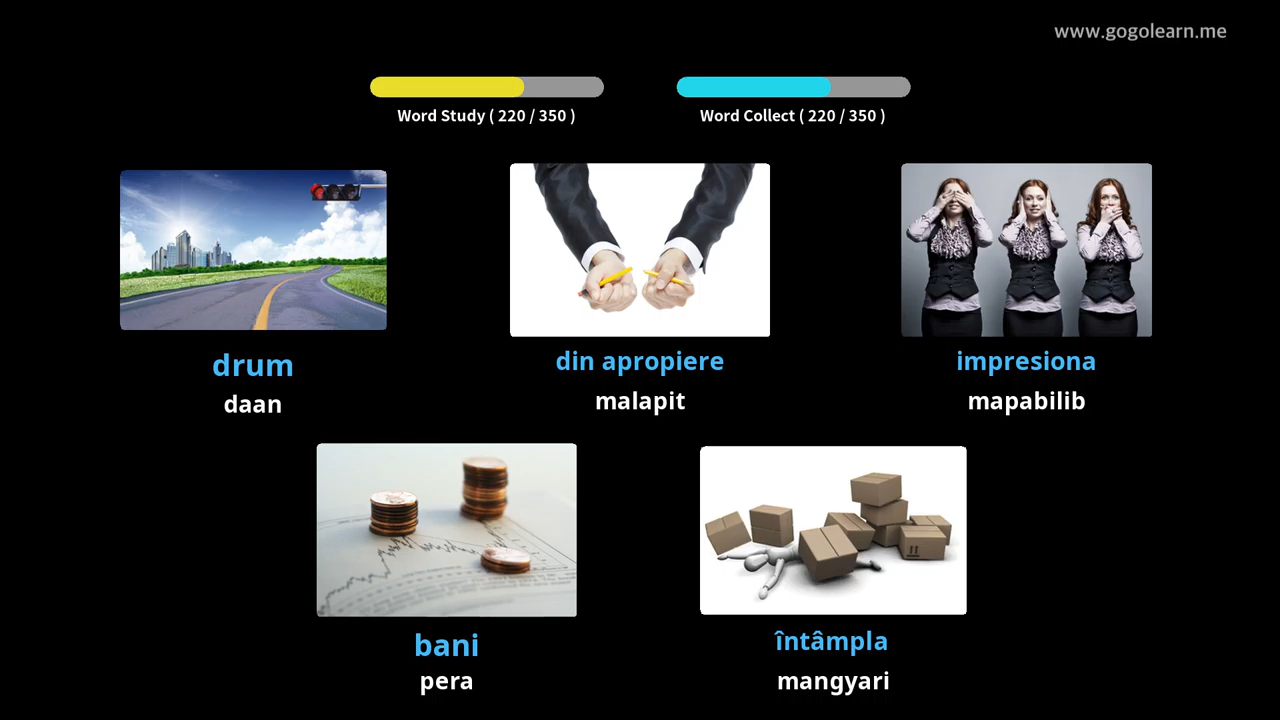 www.gogolearn.me
Word Study ( 220 / 350 )
Word Collect ( 220 / 350 )
drum
daan
din apropiere
malapit
impresiona
mapabilib
bani
pera
întâmpla
mangyari